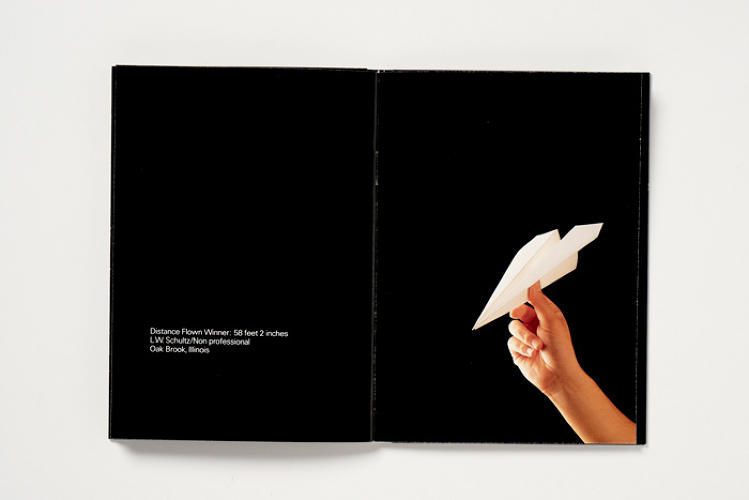 Distance Flown Winner: 58 feet 2 inches
L.W. Schultz/Non professional
Oak Brook, Illinois